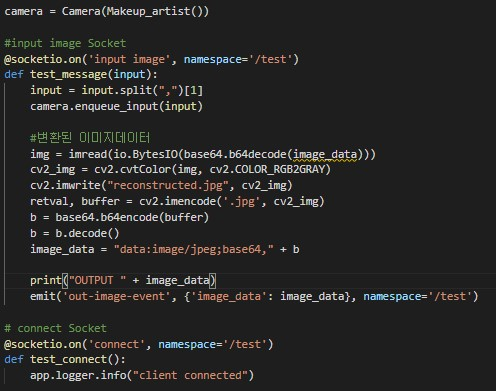 camera = Camera(Makeup_artist())
#input image Socket
@socketio.on('input image', namespace='/test')
def test_message(input):
input = input.split(",")[1]
camera.enqueue_input(input)
#변환된 이미지데이터
img = imread(io.BytesIO(base64.b64decode(image_data)))
cv2_img = cv2.cvtColor(img, cv2.COLOR_RGB2GRAY)
cv2.imwrite("reconstructed.jpg", cv2_img)
retval, buffer = cv2.imencode('.jpg', cv2_img)
b = base64.b64encode(buffer)
b = b.decode()
image_data = "data:image/jpeg;base64," + b
print("OUTPUT " + image_data)
emit('out-image-event', {'image_data': image_data}, namespace='/test')
# connect Socket
@socketio.on('connect', namespace='/test')
def test_connect():
app.logger.info("client connected")